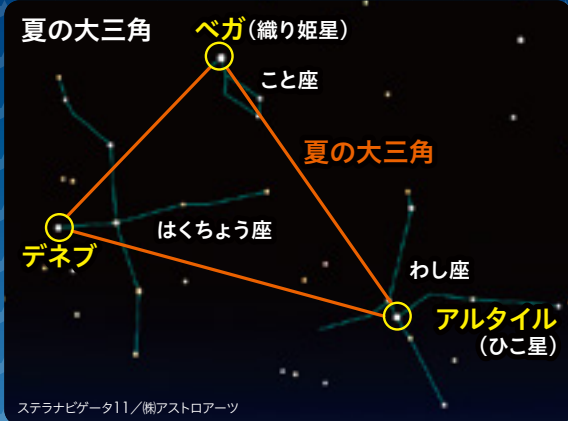 夏の大三角
ベガ(織り姫星)
こと座
夏の大三角
はくちょう座
デネブ
わし座
アルタイル
(ひこ星)
ステラナビゲータ11/㈱アストロアーツ